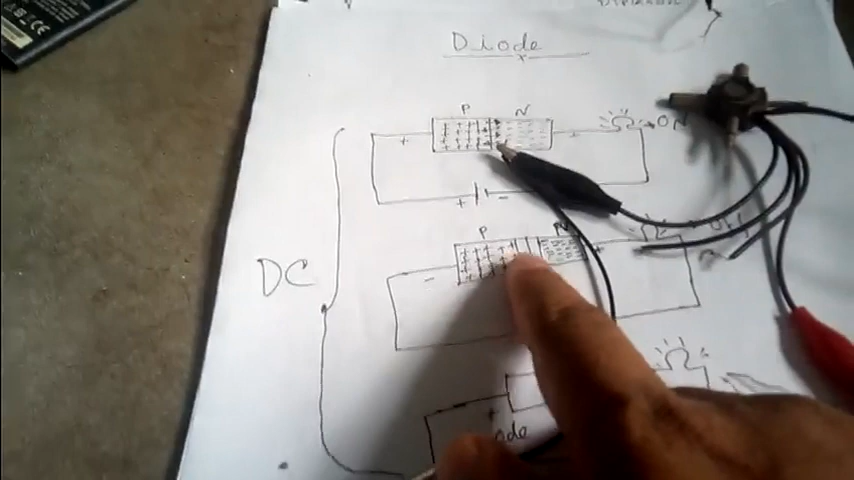 Diode
P N
+ + ON
+ -
P N
DC
-
+
ode